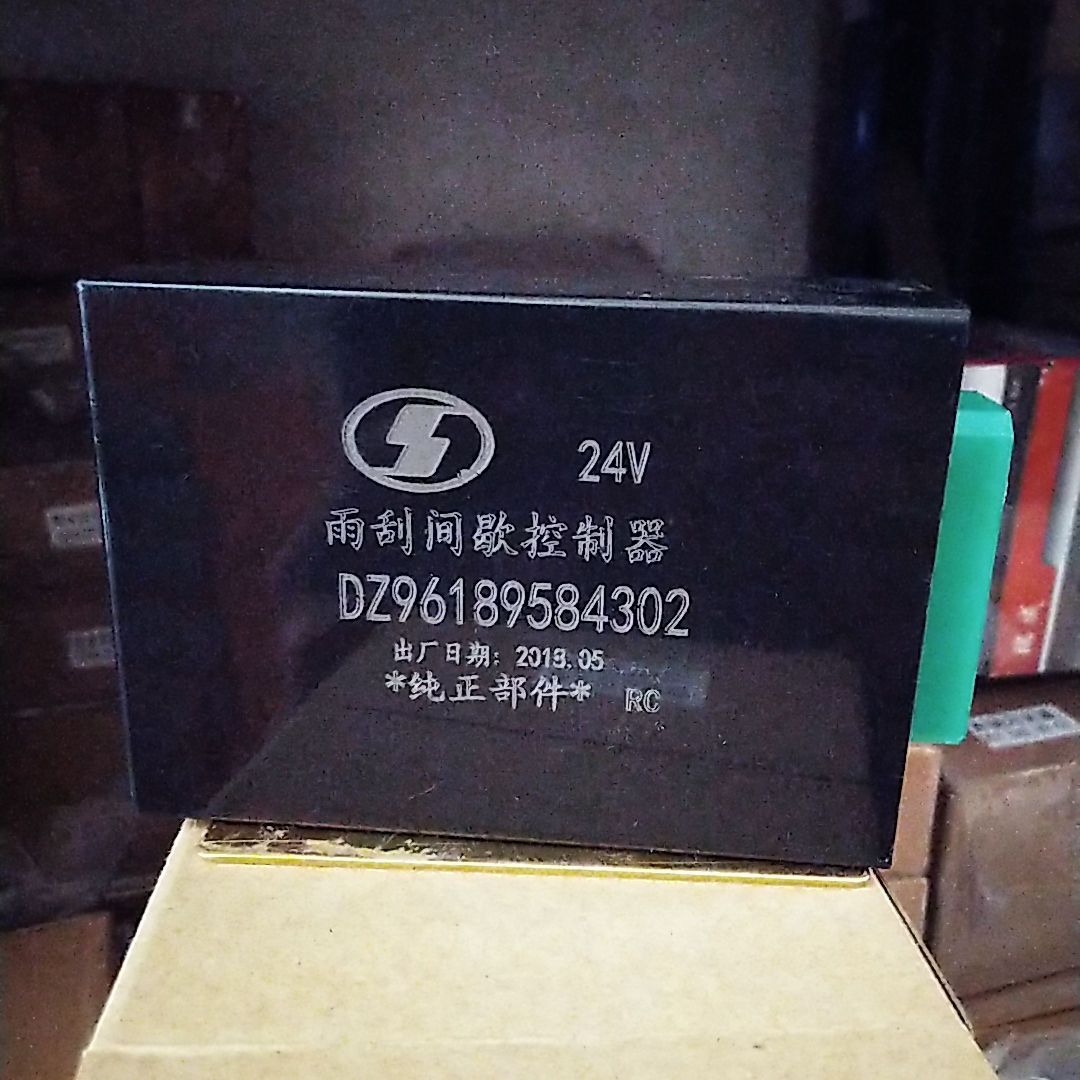 24V
雨刮间歇控制器
DZ96189584302
出厂日期: 2019.05
*纯正部件* RC